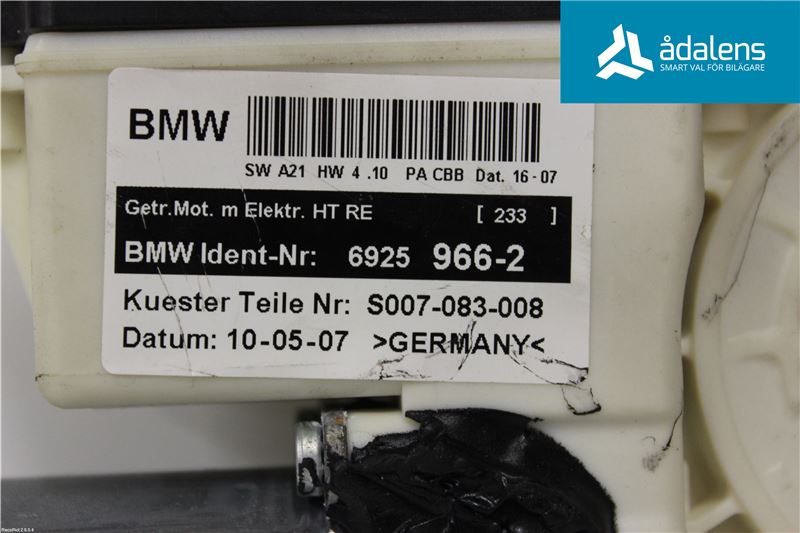 ådalens
SMART VAL FÖR BILÄGARE
BMW
SW A21 HW 4 .10 PA CBB Dat. 16-07
Getr.Mot. m Elektr. HT RE [ 233 ]
BMW Ident-Nr: 6925 966-2
Kuester Teile Nr: S007-083-008
Datum: 10-05-07 >GERMANY<